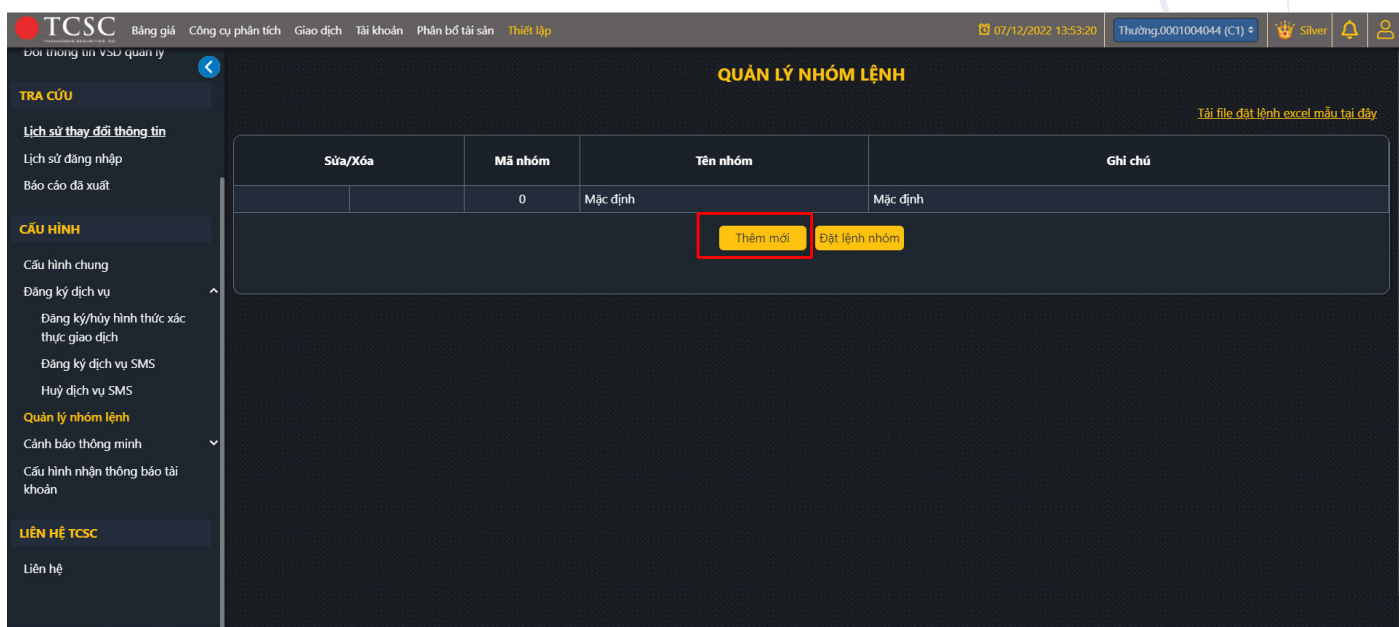 TCSC
Bảng giá Công cụ phân tích Giao dịch Tài khoản Phân bổ tài sản Thiết lập
07/12/2022 13:53:20
Thường.0001004044 (C1)
Silver
Đổi thông tin VSD quản lý
TRA CỨU
Lịch sử thay đổi thông tin
Lịch sử đăng nhập
Báo cáo đã xuất
CẤU HÌNH
Cấu hình chung
Đăng ký dịch vụ
Đăng ký/hủy hình thức xác
thực giao dịch
Đăng ký dịch vụ SMS
Huỷ dịch vụ SMS
Quản lý nhóm lệnh
Cảnh báo thông minh
Cấu hình nhận thông báo tài
khoản
LIÊN HỆ TCSC
Liên hệ
QUẢN LÝ NHÓM LỆNH
Tải file đặt lệnh excel mẫu tại đây
Sửa/Xóa Mã nhóm Tên nhóm Ghi chú
0 Mặc định Mặc định
Thêm mới Đặt lệnh nhóm